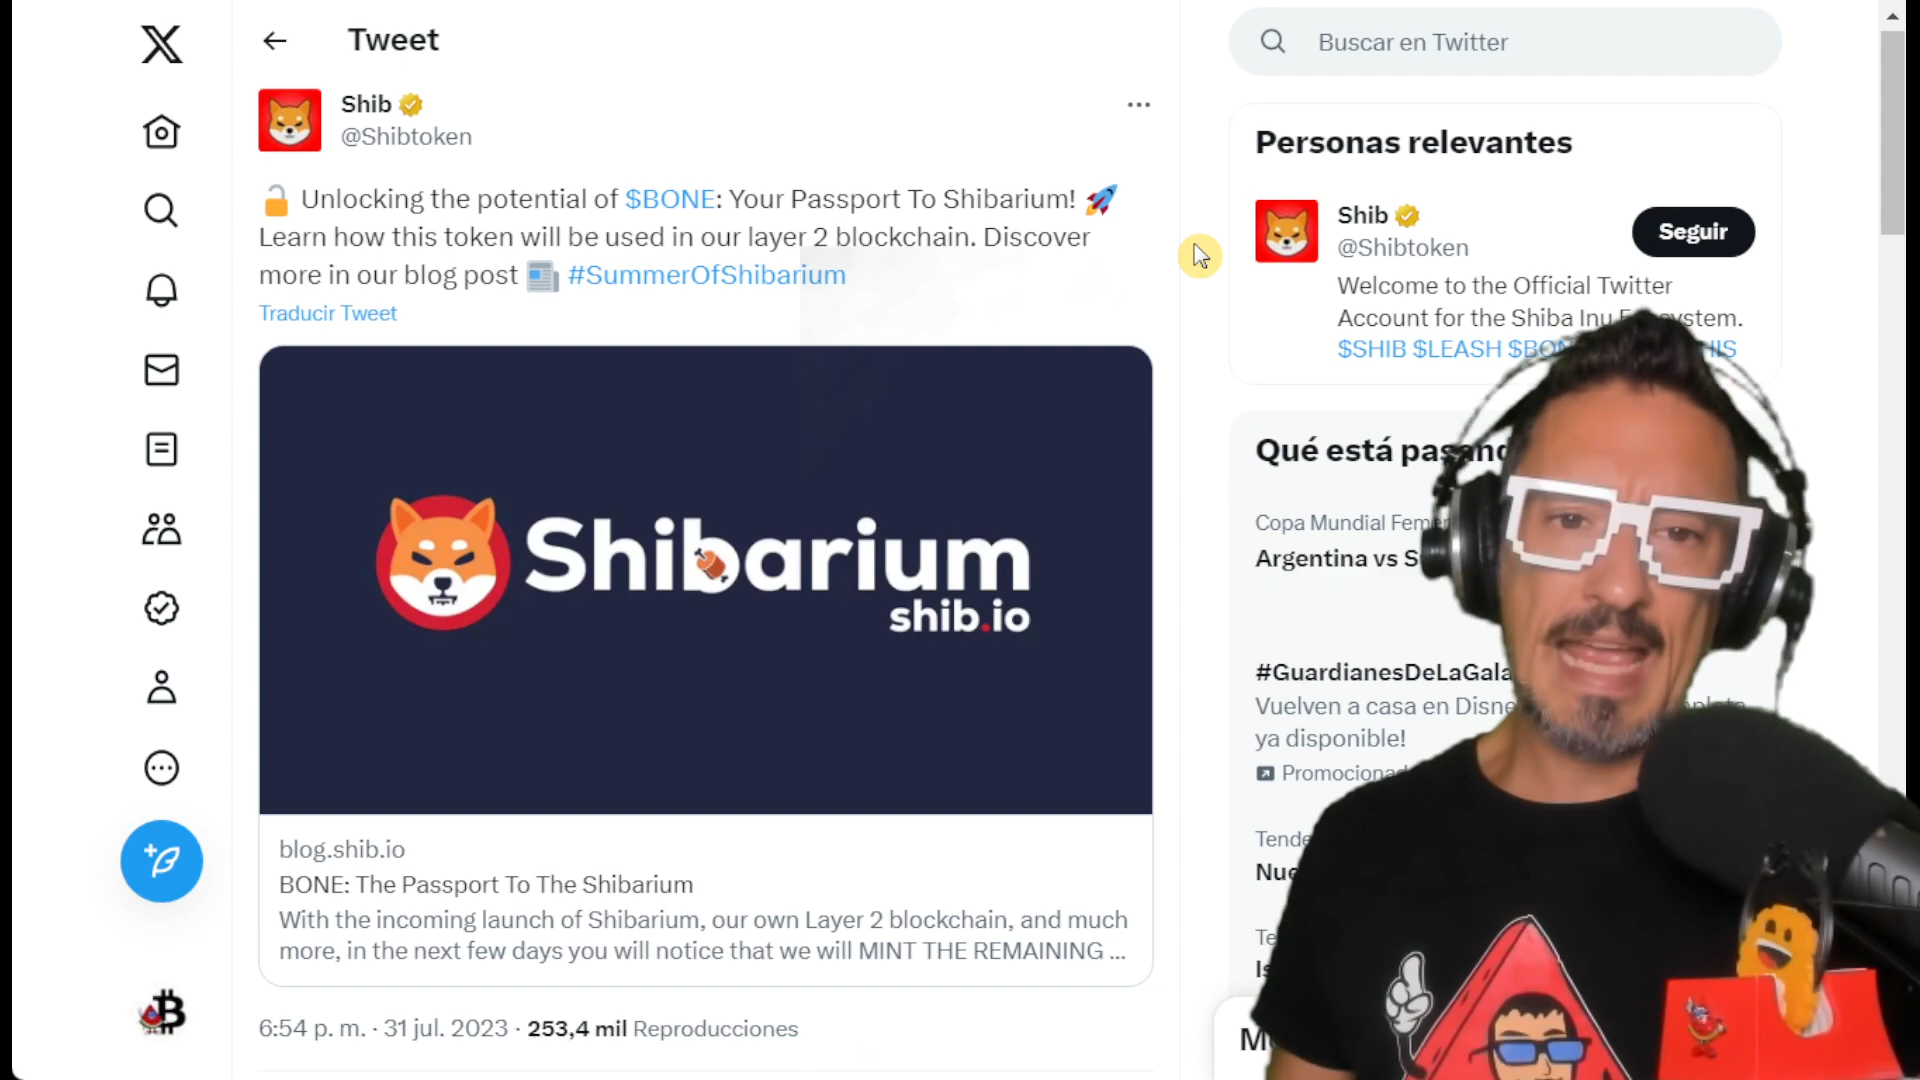 Tweet
Shib
@Shibtoken
Unlocking the potential of $BONE: Your Passport To Shibarium!
Learn how this token will be used in our layer 2 blockchain. Discover
more in our blog post #SummerOfShibarium
Traducir Tweet
Shibarium
shib.io
blog.shib.io
BONE: The Passport To The Shibarium
With the incoming launch of Shibarium, our own Layer 2 blockchain, and much
more, in the next few days you will notice that we will MINT THE REMAINING ...
6:54 p. m. · 31 jul. 2023 · 253,4 mil Reproducciones
Buscar en Twitter
Personas relevantes
Shib
@Shibtoken
Seguir
Welcome to the Official Twitter
Account for the Shiba Inu
$SHIB $LEASH
Qué está
Copa Mundial
Argentina vs
Vuelven a casa en
ya disponible!